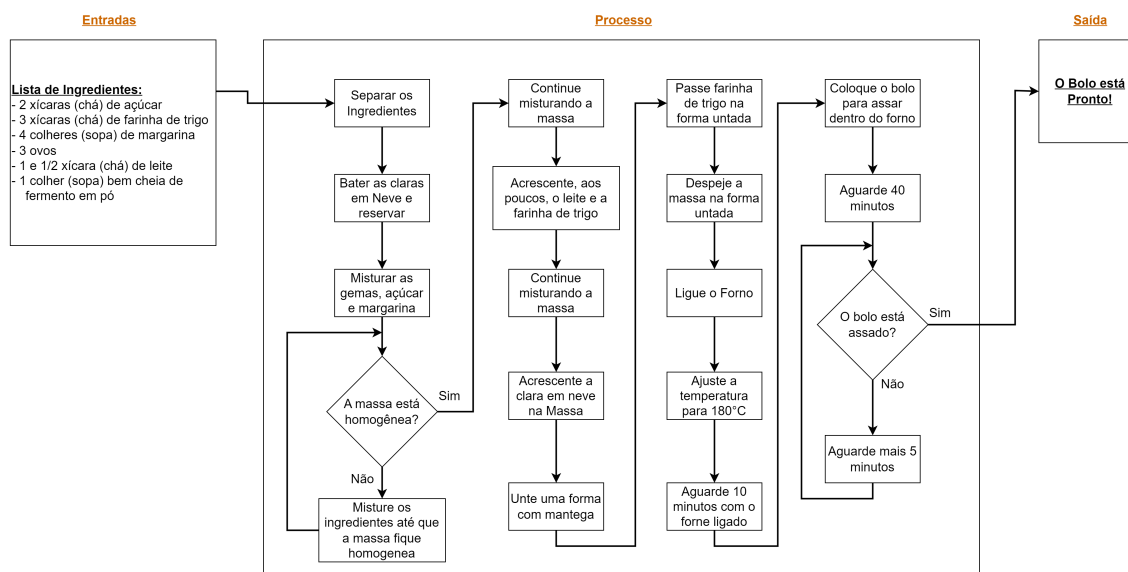 Entradas
Processo
Saída
Lista de Ingredientes:
- 2 xícaras (chá) de açúcar
- 3 xícaras (chá) de farinha de trigo
- 4 colheres (sopa) de margarina
- 3 ovos
- 1 e 1/2 xícara (chá) de leite
- 1 colher (sopa) bem cheia de
fermento em pó
Separar os
Ingredientes
Bater as claras
em Neve e
reservar
Misturar as
gemas, açúcar
e margarina
A massa está
homogênea?
Sim
Não
Misture os
ingredientes até que
a massa fique
homogenea
Continue
misturando a
massa
Acrescente, aos
poucos, o leite e a
farinha de trigo
Continue
misturando a
massa
Acrescente a
clara em neve
na Massa
Unte uma forma
com mantega
Passe farinha
de trigo na
forma untada
Despeje a
massa na forma
untada
Ligue o Forno
Ajuste a
temperatura
para 180°C
Aguarde 10
minutos com o
forne ligado
Coloque o bolo
para assar
dentro do forno
Aguarde 40
minutos
O bolo está
assado?
Sim
Não
Aguarde mais 5
minutos
O Bolo está
Pronto!